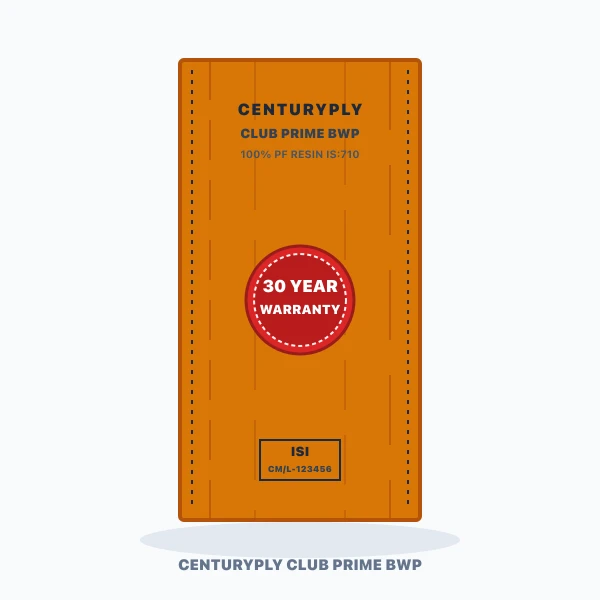 CENTURYPLY
CLUB PRIME BWP
100% PF RESIN IS:710
30 YEAR
WARRANTY
ISI
CM/L-123456
CENTURYPLY CLUB PRIME BWP